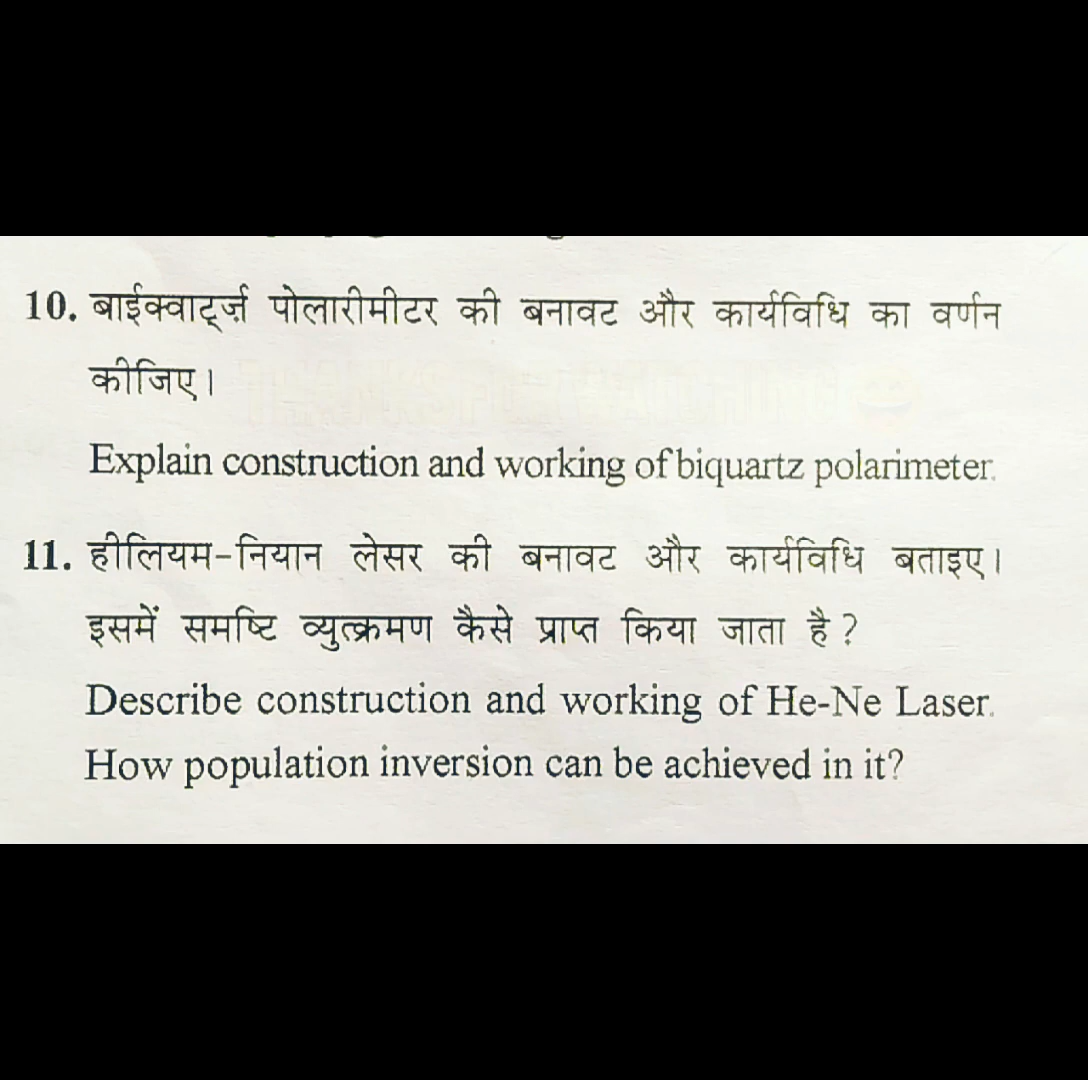 10. बाईक्वार्ट्ज़ पोलारीमीटर की बनावट और कार्यविधि का वर्णन
कीजिए।
Explain construction and working of biquartz polarimeter.
11. हीलियम-नियान लेसर की बनावट और कार्यविधि बताइए।
इसमें समष्टि व्युत्क्रमण कैसे प्राप्त किया जाता है ?
Describe construction and working of He-Ne Laser.
How population inversion can be achieved in it?